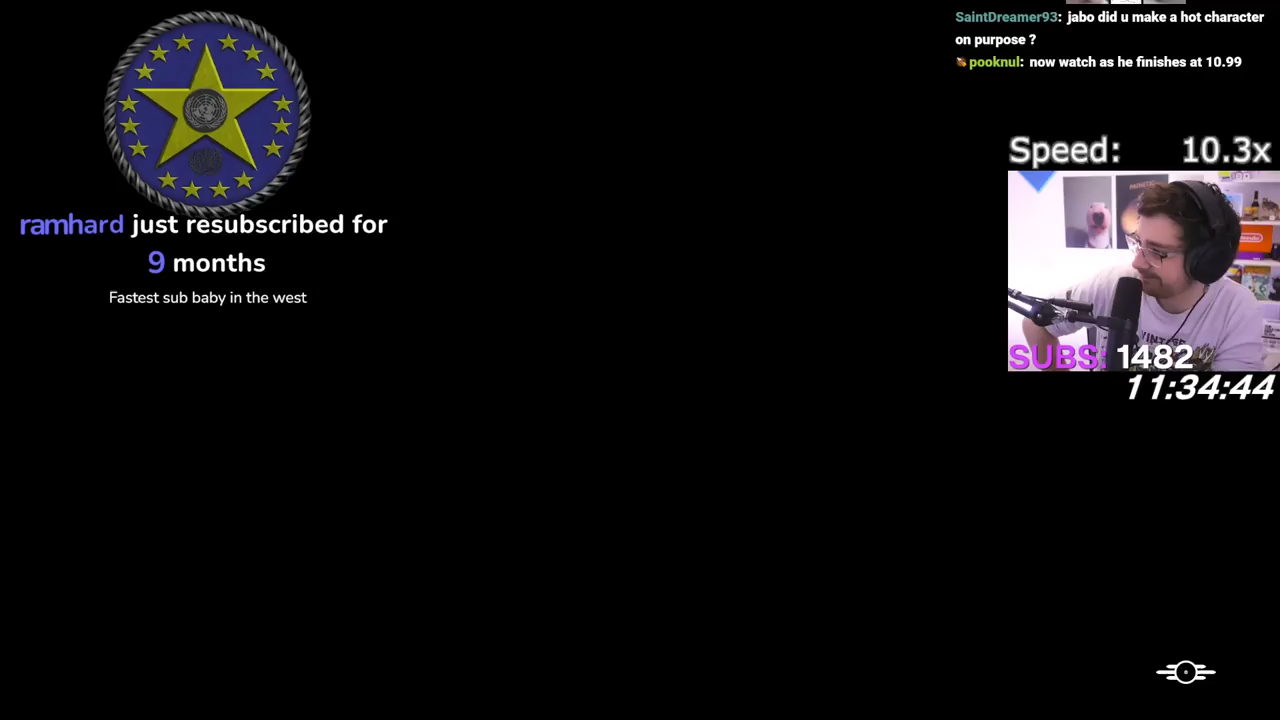 SaintDreamer93: jabo did u make a hot character
on purpose ?
pooknul: now watch as he finishes at 10.99
Speed: 10.3x
ramhard just resubscribed for
9 months
Fastest sub baby in the west
SUBS: 1482
11:34:44